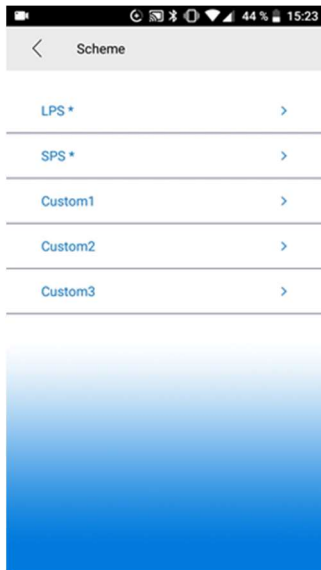 44 % 15:23
Scheme
LPS *
SPS *
Custom1
Custom2
Custom3